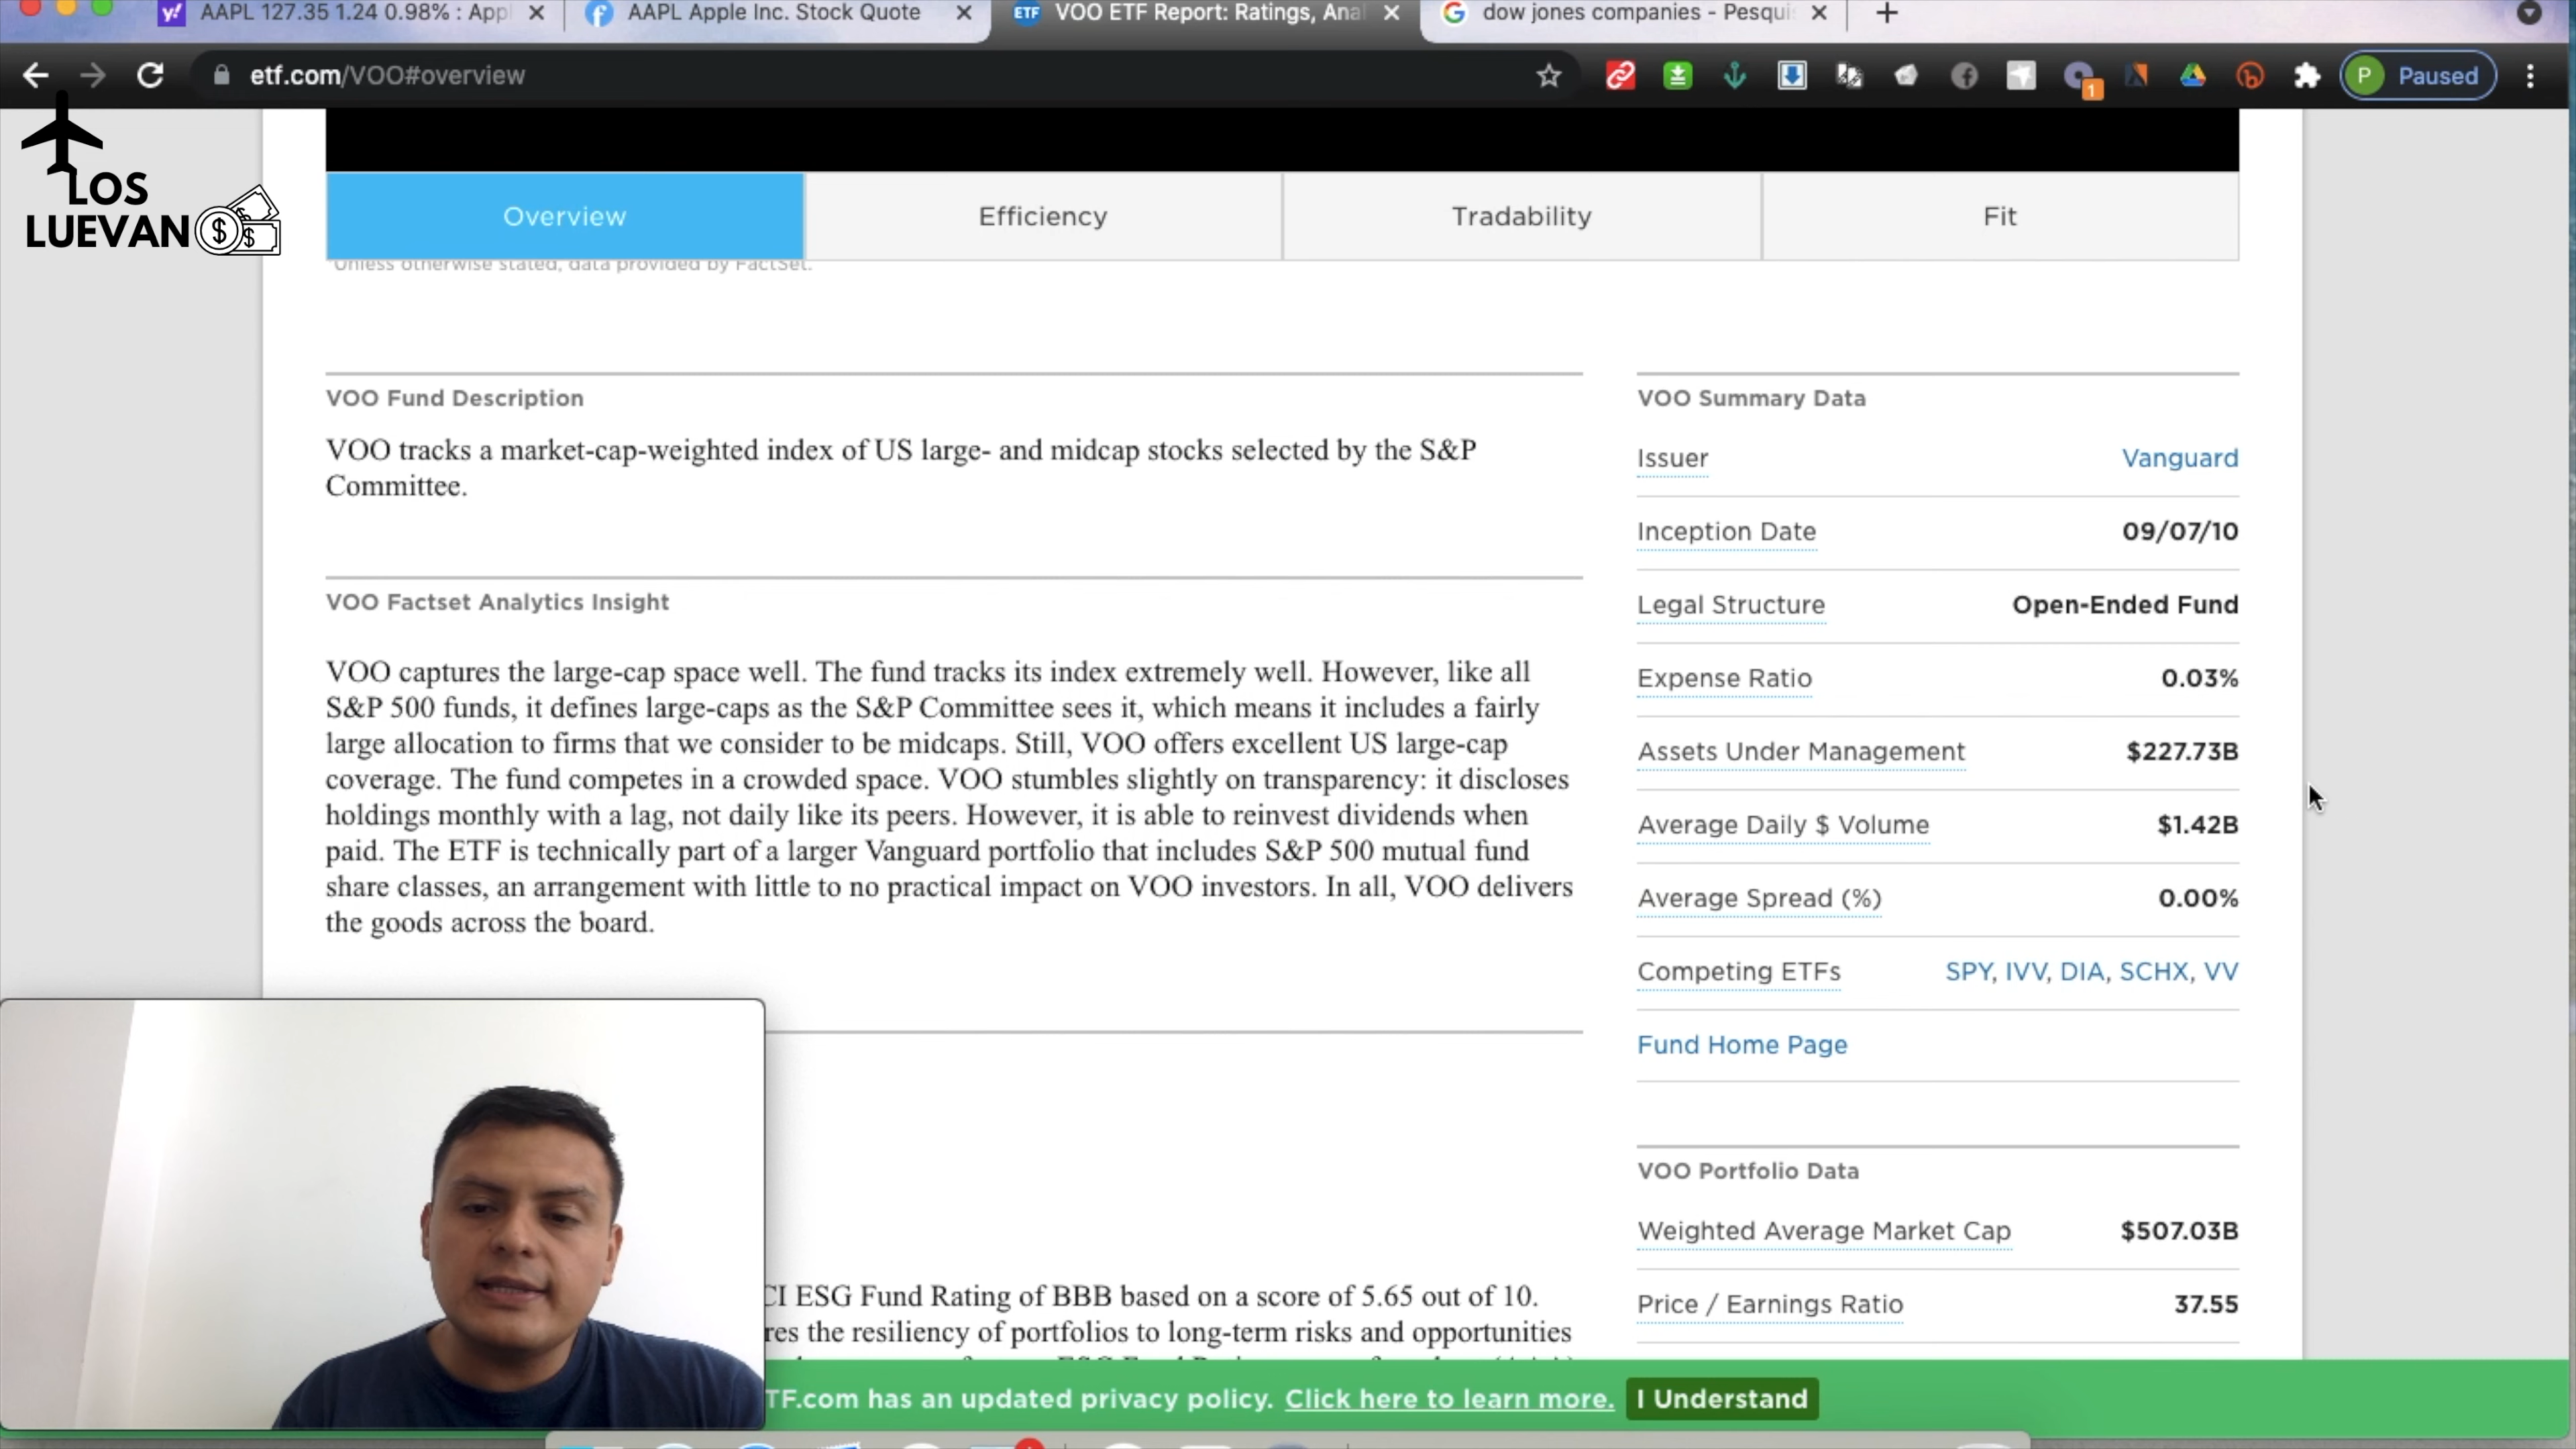 AAPL 127.35 1.24 0.98% : Appl
AAPL Apple Inc. Stock Quote
VOO ETF Report: Ratings, Anal
dow jones companies - Pesqui
etf.com/VOO#overview
1
P Paused
LOS
LUEVAN
Overview
Efficiency
Tradability
Fit
*Unless otherwise stated, data provided by FactSet.
VOO Fund Description
VOO tracks a market-cap-weighted index of US large- and midcap stocks selected by the S&P
Committee.
VOO Factset Analytics Insight
VOO captures the large-cap space well. The fund tracks its index extremely well. However, like all
S&P 500 funds, it defines large-caps as the S&P Committee sees it, which means it includes a fairly
large allocation to firms that we consider to be midcaps. Still, VOO offers excellent US large-cap
coverage. The fund competes in a crowded space. VOO stumbles slightly on transparency: it discloses
holdings monthly with a lag, not daily like its peers. However, it is able to reinvest dividends when
paid. The ETF is technically part of a larger Vanguard portfolio that includes S&P 500 mutual fund
share classes, an arrangement with little to no practical impact on VOO investors. In all, VOO delivers
the goods across the board.
CI ESG Fund Rating of BBB based on a score of 5.65 out of 10.
res the resiliency of portfolios to long-term risks and opportunities
VOO Summary Data
Issuer Vanguard
Inception Date 09/07/10
Legal Structure Open-Ended Fund
Expense Ratio 0.03%
Assets Under Management $227.73B
Average Daily $ Volume $1.42B
Average Spread (%) 0.00%
Competing ETFs SPY, IVV, DIA, SCHX, VV
Fund Home Page
VOO Portfolio Data
Weighted Average Market Cap $507.03B
Price / Earnings Ratio 37.55
TF.com has an updated privacy policy. Click here to learn more. I Understand